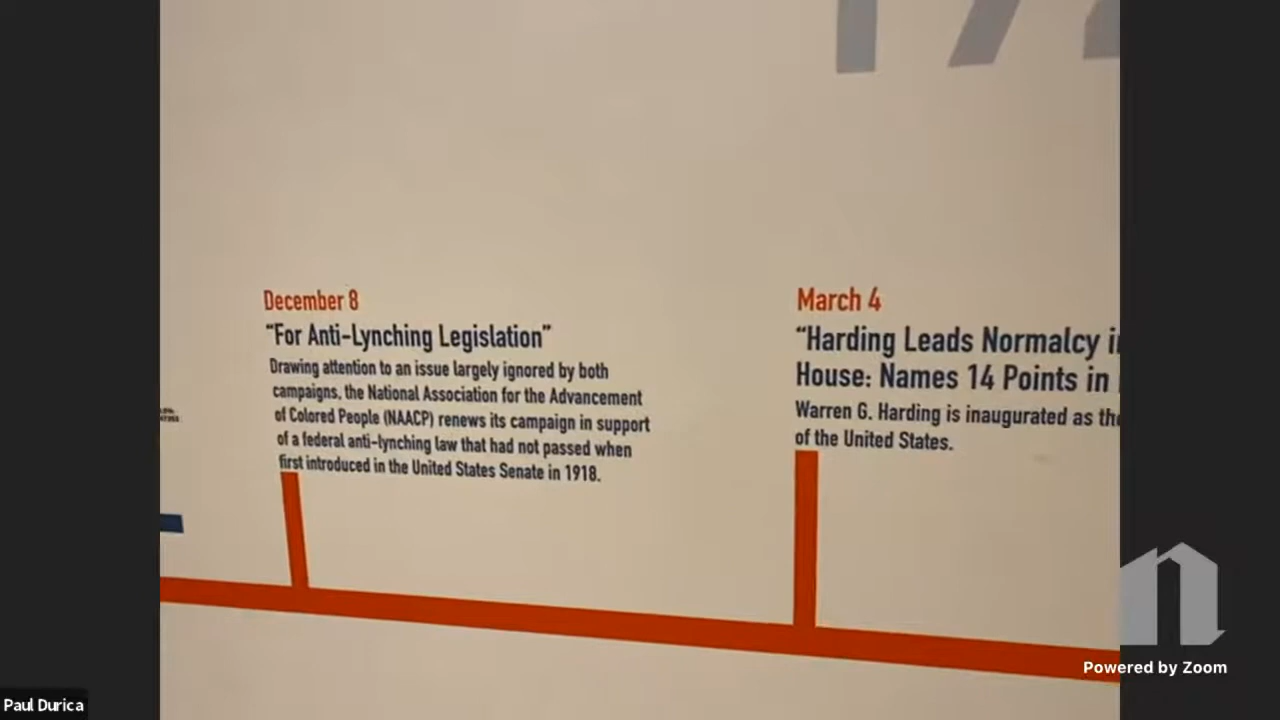 192
December 8
“For Anti-Lynching Legislation”
Drawing attention to an issue largely ignored by both
campaigns, the National Association for the Advancement
of Colored People (NAACP) renews its campaign in support
of a federal anti-lynching law that had not passed when
first introduced in the United States Senate in 1918.
March 4
“Harding Leads Normalcy i
House: Names 14 Points in
Warren G. Harding is inaugurated as the
of the United States.
Powered by Zoom
Paul Durica